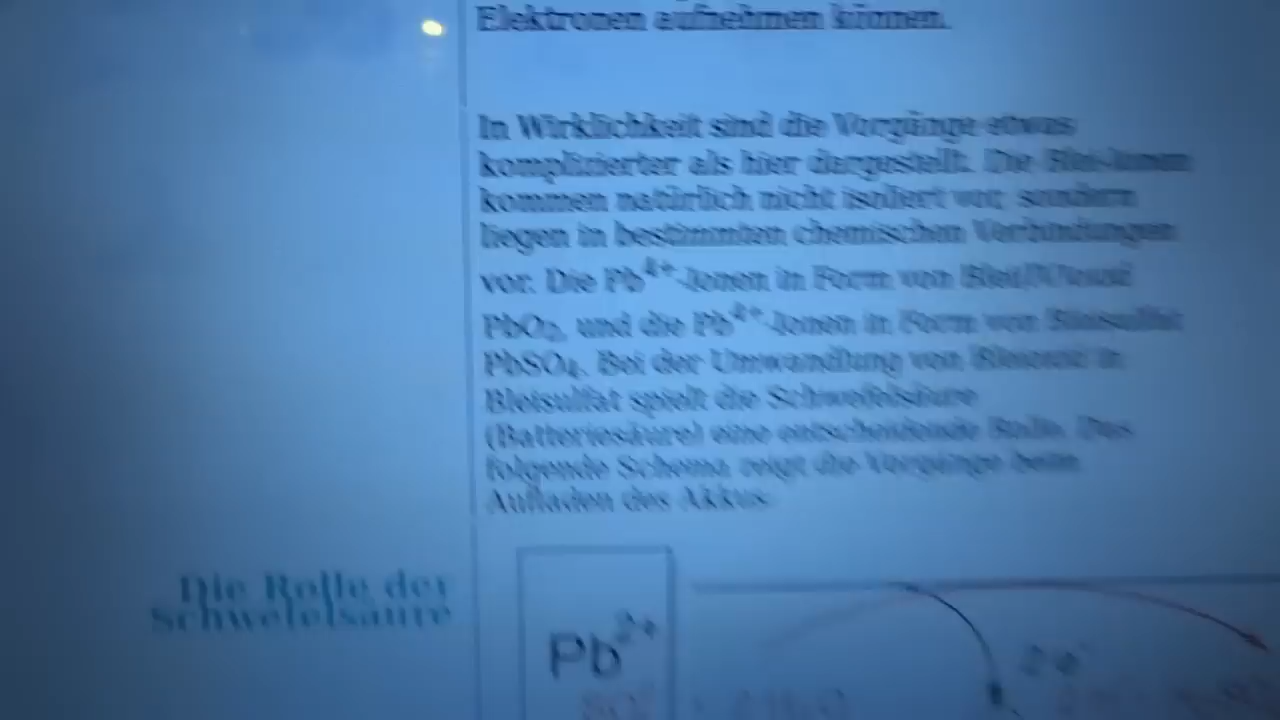 Elektronen aufnehmen können.
In Wirklichkeit sind die Vorgänge etwas
komplizierter als hier dargestellt. Die Blei-Ionen
kommen natürlich nicht isoliert vor, sondern
liegen in bestimmten chemischen Verbindungen
vor. Die Pb⁴⁺-Ionen in Form von
PbO₂, und die Pb -Ionen in Form von Bleisulfat
PbSO₄. Bei der Umwandlung von Bleioxid in
Bleisulfat spielt die Schwefelsäure
(Batteriesäure) eine entscheidende Rolle. Das
folgende Schema zeigt die Vorgänge beim
Aufladen des Akkus.
Die Rolle der
Schwefelsäure
Pb²⁺
2 e⁻